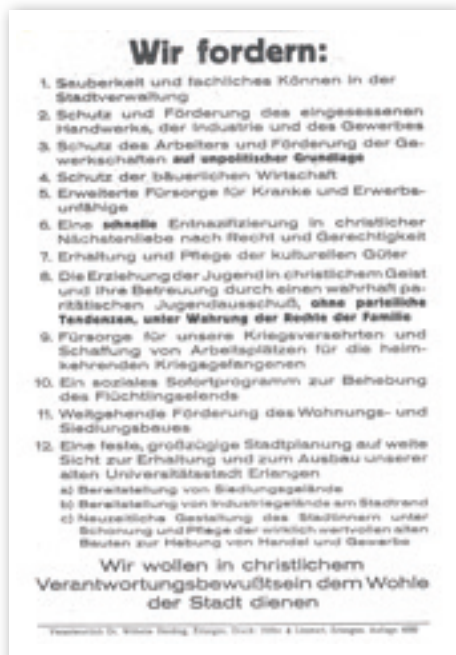 Wir fordern:
1. Sauberkeit und fachliches Können in der
Stadtverwaltung
2. Schutz und Förderung des eingesessenen
Handwerks, der Industrie und des Gewerbes
3. Schutz des Arbeiters und Förderung der Ge-
werkschaften auf unpolitischer Grundlage
4. Schutz der bäuerlichen Wirtschaft
5. Erweiterte Fürsorge für Kranke und Erwerbs-
unfähige
6. Eine schnelle Entnazifizierung in christlicher
Nächstenliebe nach Recht und Gerechtigkeit
7. Erhaltung und Pflege der kulturellen Güter
8. Die Erziehung der Jugend in christlichem Geist
und ihre Betreuung durch einen wahrhaft pa-
ritätischen Jugendausschuß, ohne parteiliche
Tendenzen, unter Wahrung der Rechte der Familie
9. Fürsorge für unsere Kriegsversehrten und
Schaffung von Arbeitsplätzen für die heim-
kehrenden Kriegsgefangenen
10. Ein soziales Sofortprogramm zur Behebung
des Flüchtlingselends
11. Weitgehende Förderung des Wohnungs- und
Siedlungsbaues
12. Eine feste, großzügige Stadtplanung auf weite
Sicht zur Erhaltung und zum Ausbau unserer
alten Universitätsstadt Erlangen
a) Bereitstellung von Siedlungsgelände
b) Bereitstellung von Industriegelände am Stadtrand
c) Neuzeitliche Gestaltung des Stadtinnern unter
Schonung und Pflege der wirklich wertvollen alten
Bauten zur Hebung von Handel und Gewerbe
Wir wollen in christlichem
Verantwortungsbewußtsein dem Wohle
der Stadt dienen
Verantwortlich Dr. Wilhelm Erlangen, Druck: Erlangen, Auflage